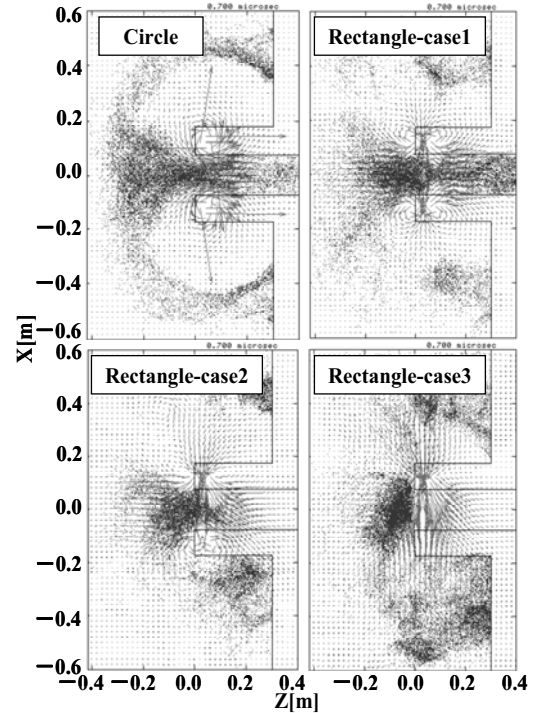 0.700 microsec 0.700 microsec
0.6
Circle Rectangle-case1
0.4
0.2
0.0
−0.2
−0.4
−0.6
X[m]
0.700 microsec 0.700 microsec
0.6
Rectangle-case2 Rectangle-case3
0.4
0.2
0.0
−0.2
−0.4
−0.6
−0.4 −0.2 0.0 0.2 0.4 −0.4 −0.2 0.0 0.2 0.4
Z[m]